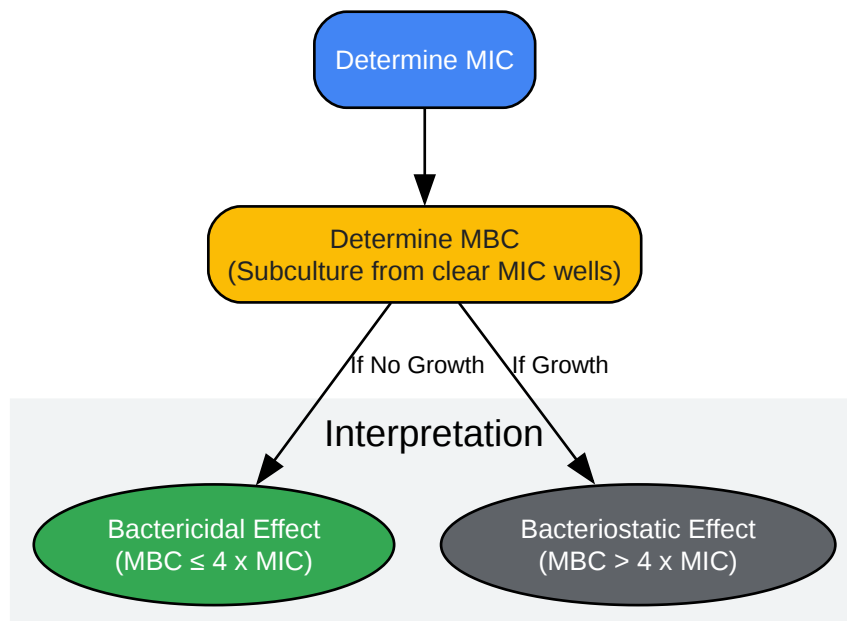 Determine MIC
Determine MBC
(Subculture from clear MIC wells)
If No Growth
If Growth
Interpretation
Bactericidal Effect
(MBC ≤ 4 x MIC)
Bacteriostatic Effect
(MBC > 4 x MIC)